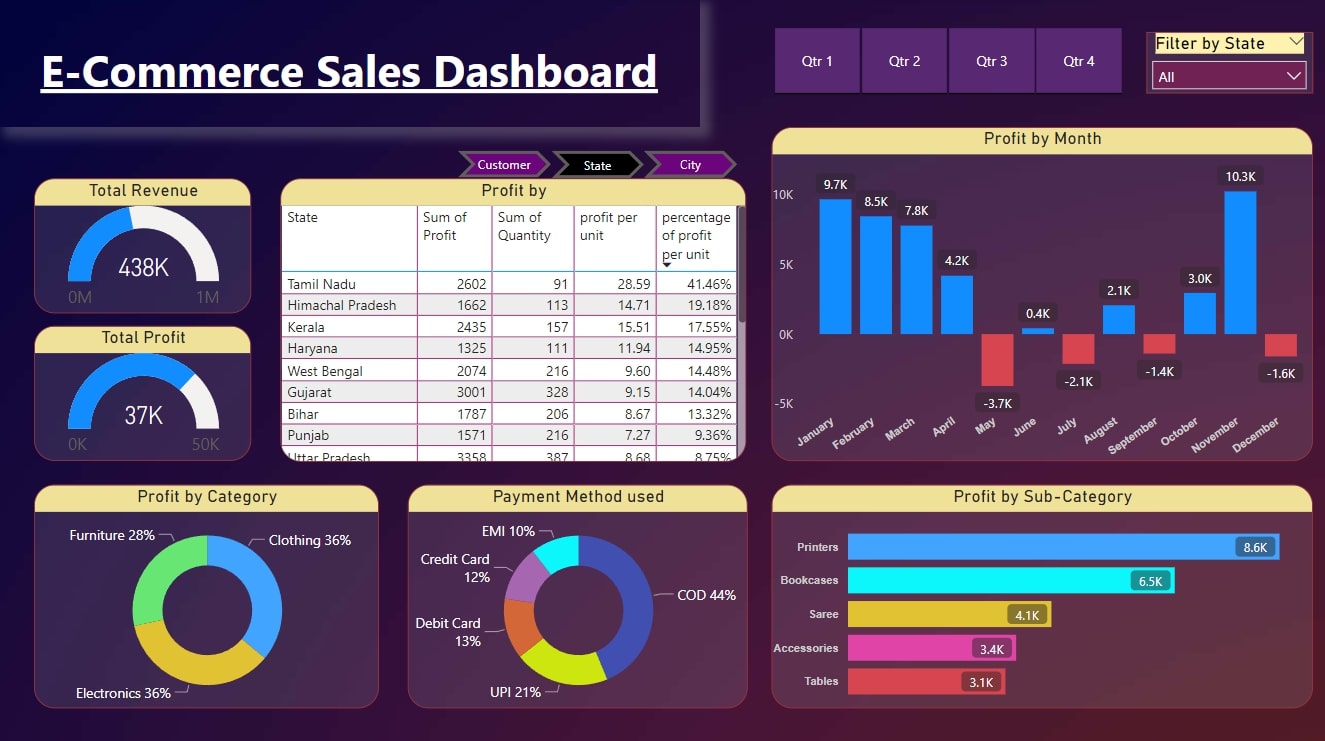 E-Commerce Sales Dashboard
Qtr 1
Qtr 2
Qtr 3
Qtr 4
Filter by State
All
Total Revenue
438K
0M
1M
Total Profit
37K
0K
50K
Customer
State
City
Profit by
State
Sum of
Profit
Sum of
Quantity
profit per
unit
percentage
of profit
per unit
Tamil Nadu 2602 91 28.59 41.46%
Himachal Pradesh 1662 113 14.71 19.18%
Kerala 2435 157 15.51 17.55%
Haryana 1325 111 11.94 14.95%
West Bengal 2074 216 9.60 14.48%
Gujarat 3001 328 9.15 14.04%
Bihar 1787 206 8.67 13.32%
Punjab 1571 216 7.27 9.36%
Uttar Pradesh 3358 387 8.68 8.75%
Profit by Month
10K
5K
0K
-5K
9.7K
8.5K
7.8K
4.2K
-3.7K
0.4K
-2.1K
2.1K
-1.4K
3.0K
10.3K
-1.6K
January
February
March
April
May
June
July
August
September
October
November
December
Profit by Category
Furniture 28%
Clothing 36%
Electronics 36%
Payment Method used
EMI 10%
Credit Card
12%
Debit Card
13%
UPI 21%
COD 44%
Profit by Sub-Category
Printers 8.6K
Bookcases 6.5K
Saree 4.1K
Accessories 3.4K
Tables 3.1K